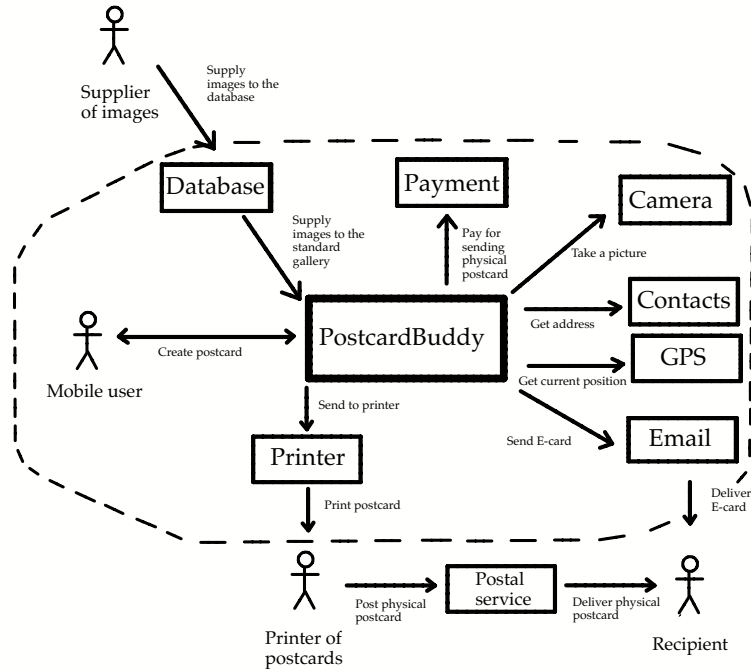 Supplier
of images
Supply
images to the
database
Database
Payment
Camera
Supply
images to the
standard
gallery
Pay for
sending
physical
postcard
Take a picture
Contacts
PostcardBuddy
Get address
GPS
Create postcard
Mobile user
Get current position
Send to printer
Send E-card
Email
Printer
Print postcard
Deliver
E-card
Postal
service
Post physical
postcard
Deliver physical
postcard
Printer of
postcards
Recipient